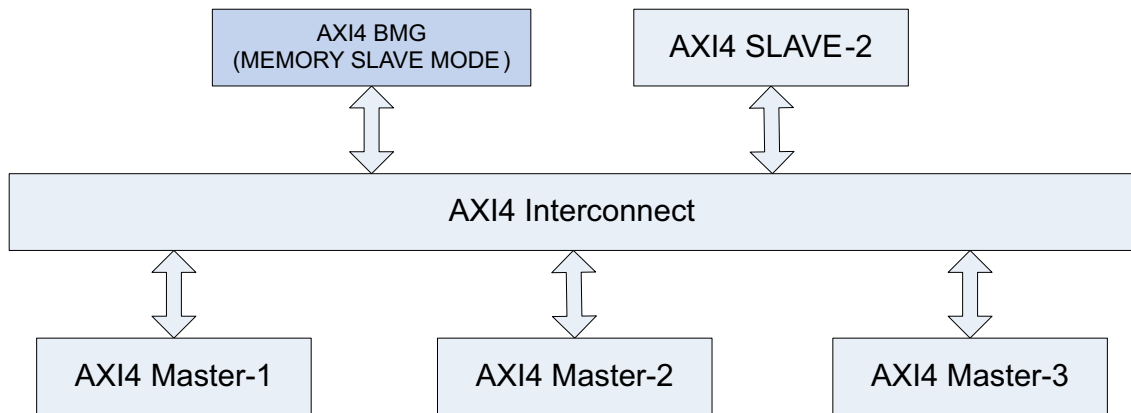 AXI4 BMG
(MEMORY SLAVE MODE)
AXI4 SLAVE-2
AXI4 Interconnect
AXI4 Master-1
AXI4 Master-2
AXI4 Master-3